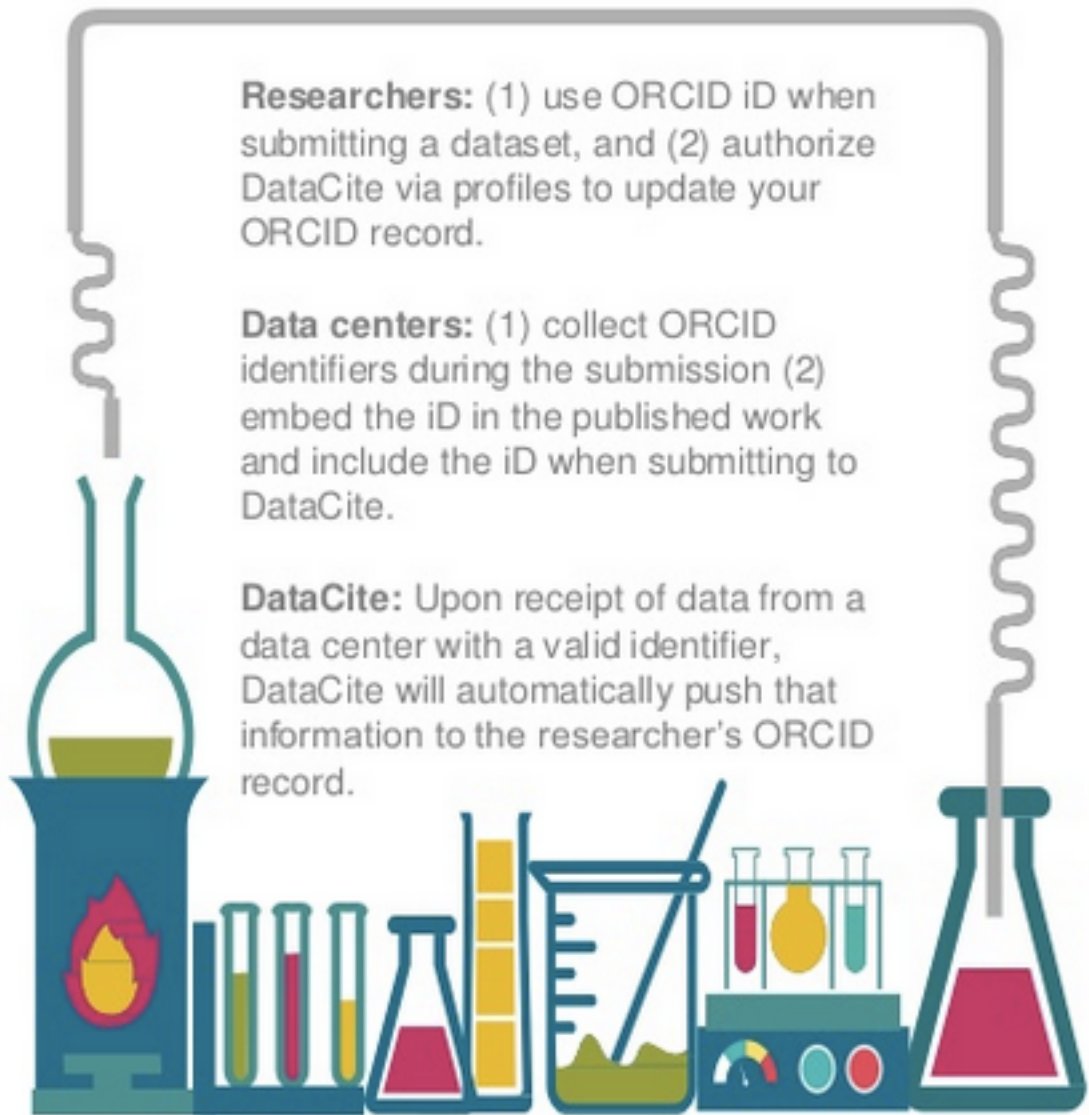 Researchers: (1) use ORCID iD when
submitting a dataset, and (2) authorize
DataCite via profiles to update your
ORCID record.
Data centers: (1) collect ORCID
identifiers during the submission (2)
embed the iD in the published work
and include the iD when submitting to
DataCite.
DataCite: Upon receipt of data from a
data center with a valid identifier,
DataCite will automatically push that
information to the researcher's ORCID
record.